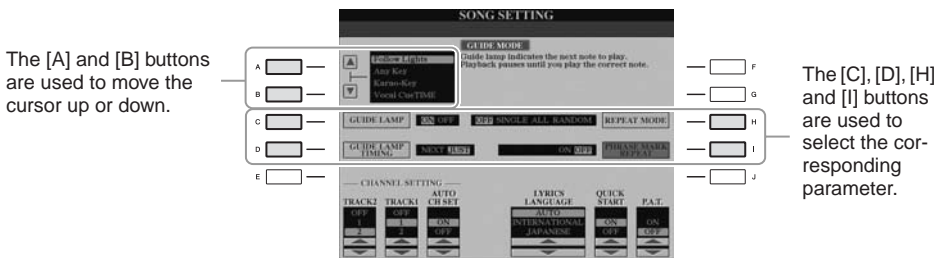 SONG SETTING
The [A] and [B] buttons
are used to move the
cursor up or down.
GUIDE MODE
Guide lamp indicates the next note to play.
Playback pauses until you play the correct note.
Follow Lights
Any Key
Karao-Key
Vocal CueTIME
A
B
C
D
E
F
G
H
I
J
The [C], [D], [H]
and [I] buttons
are used to
select the cor-
responding
parameter.
GUIDE LAMP ON OFF OFF SINGLE ALL RANDOM REPEAT MODE
GUIDE LAMP TIMING NEXT JUST ON OFF PHRASE MARK REPEAT
CHANNEL SETTING
TRACK2 TRACK1 AUTO CH SET LYRICS LANGUAGE QUICK START P.A.T.
OFF OFF AUTO
1 1 ON INTERNATIONAL ON ON
2 2 OFF JAPANESE OFF OFF